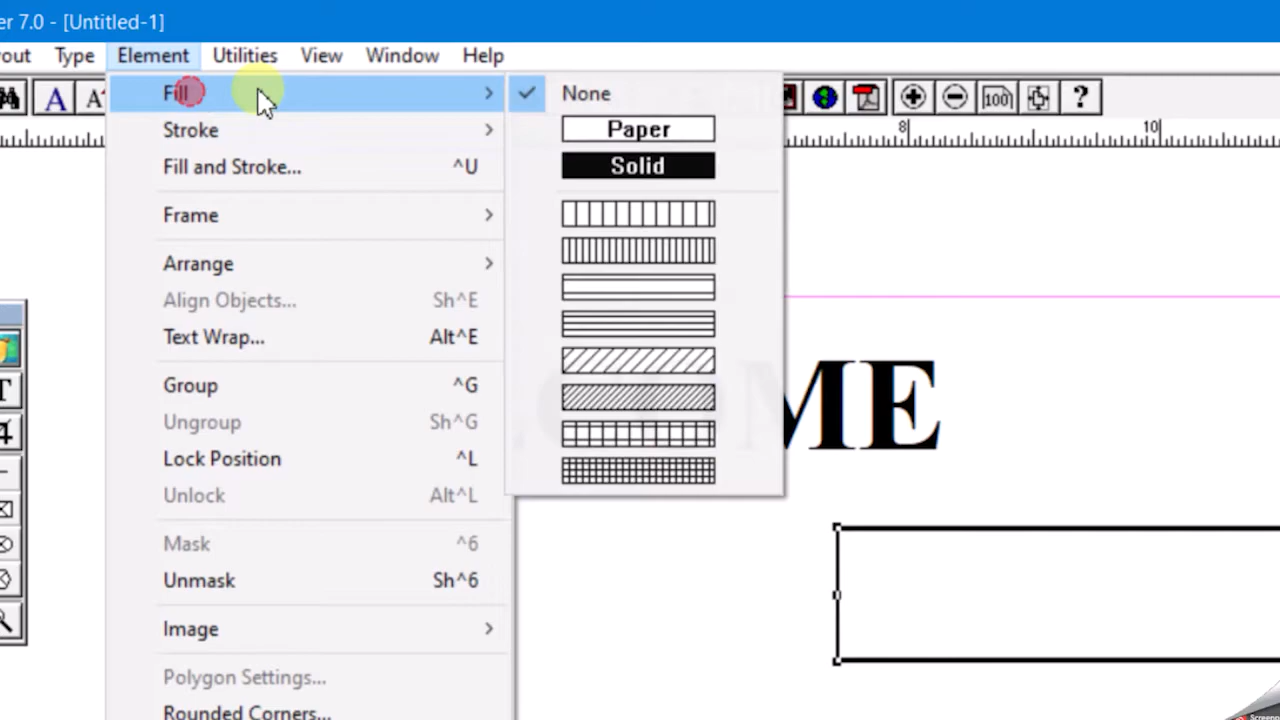 er 7.0 - [Untitled-1]
out Type Element Utilities View Window Help
A A 100 ?
8 10
Fill
Stroke
Fill and Stroke... ^U
Frame
Arrange
Align Objects... Sh^E
Text Wrap... Alt^E
Group ^G
Ungroup Sh^G
Lock Position ^L
Unlock Alt^L
Mask ^6
Unmask Sh^6
Image
Polygon Settings...
Rounded Corners...
None
Paper
Solid
T
OME